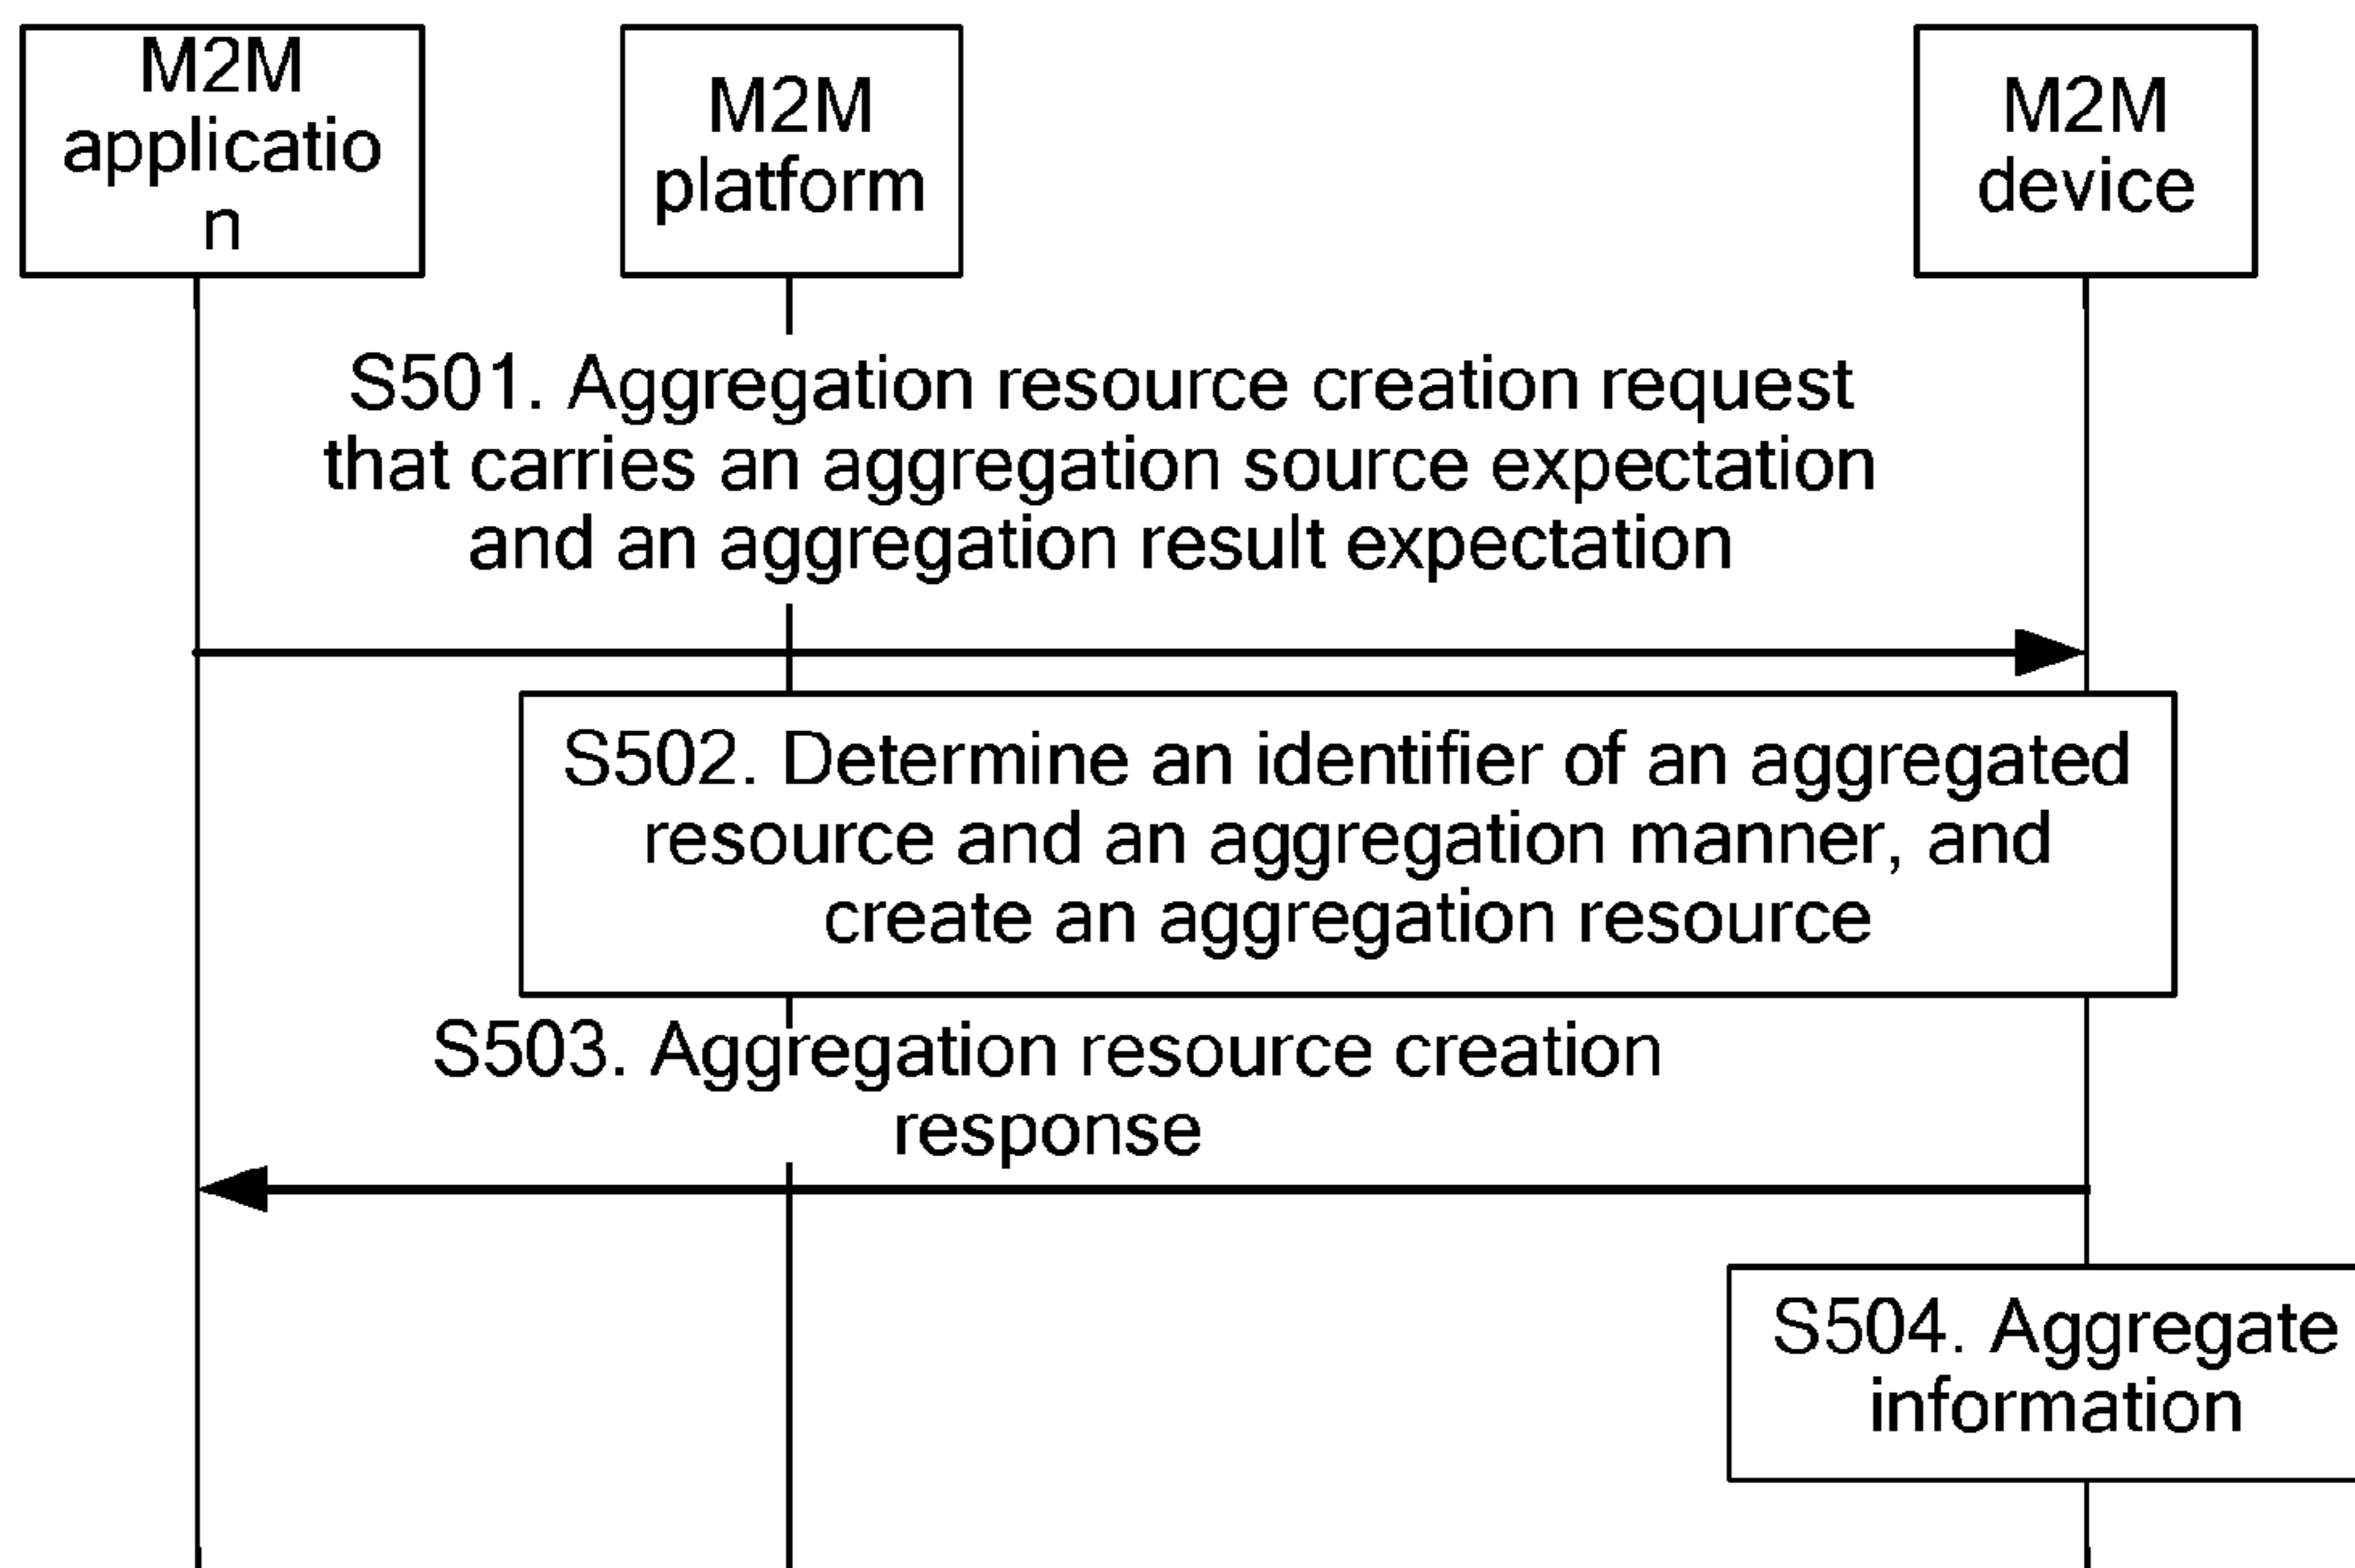 M2M
applicatio
n
M2M
platform
M2M
device
S501. Aggregation resource creation request
that carries an aggregation source expectation
and an aggregation result expectation
S502. Determine an identifier of an aggregated
resource and an aggregation manner, and
create an aggregation resource
S503. Aggregation resource creation
response
S504. Aggregate
information